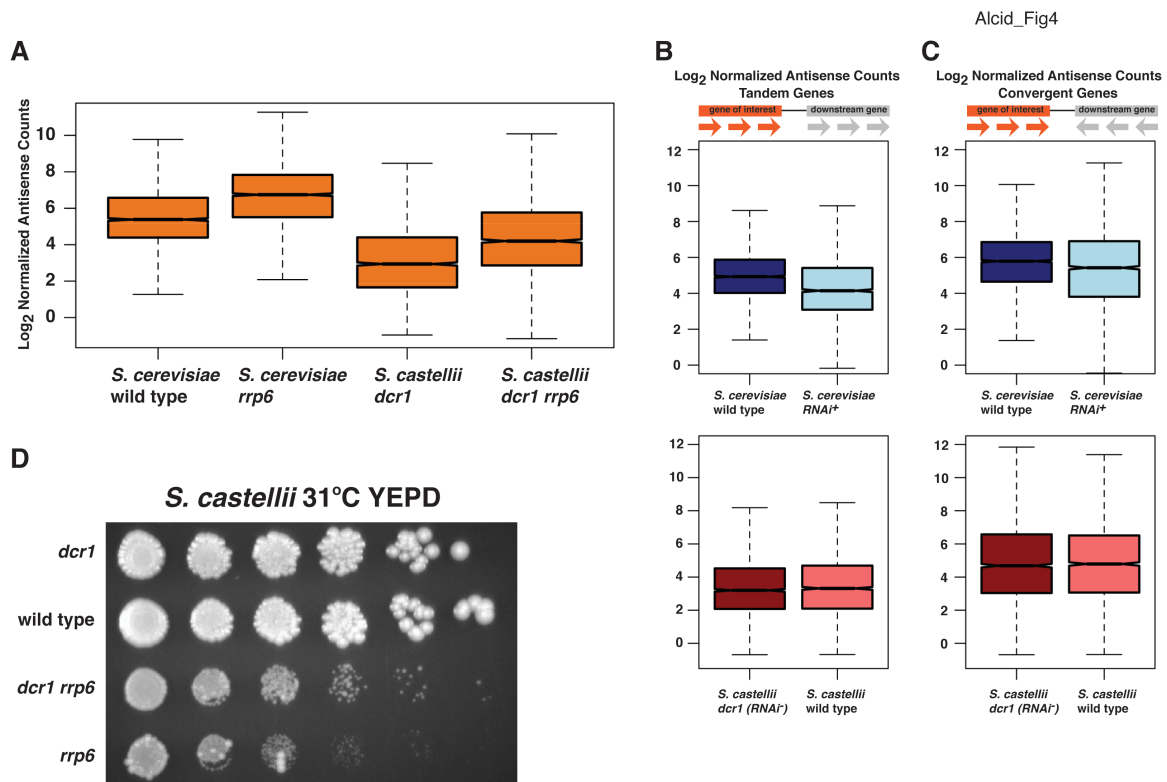 Alcid_Fig4
A
Log2 Normalized Antisense Counts
10
8
6
4
2
0
S. cerevisiae
wild type
S. cerevisiae
rrp6
S. castellii
dcr1
S. castellii
dcr1 rrp6
B
Log2 Normalized Antisense Counts
Tandem Genes
gene of interest
downstream gene
12
10
8
6
4
2
0
S. cerevisiae
wild type
S. cerevisiae
RNAi+
12
10
8
6
4
2
0
S. castellii
dcr1 (RNAi-)
S. castellii
wild type
C
Log2 Normalized Antisense Counts
Convergent Genes
gene of interest
downstream gene
12
10
8
6
4
2
0
S. cerevisiae
wild type
S. cerevisiae
RNAi+
12
10
8
6
4
2
0
S. castellii
dcr1 (RNAi-)
S. castellii
wild type
D
S. castellii 31°C YEPD
dcr1
wild type
dcr1 rrp6
rrp6